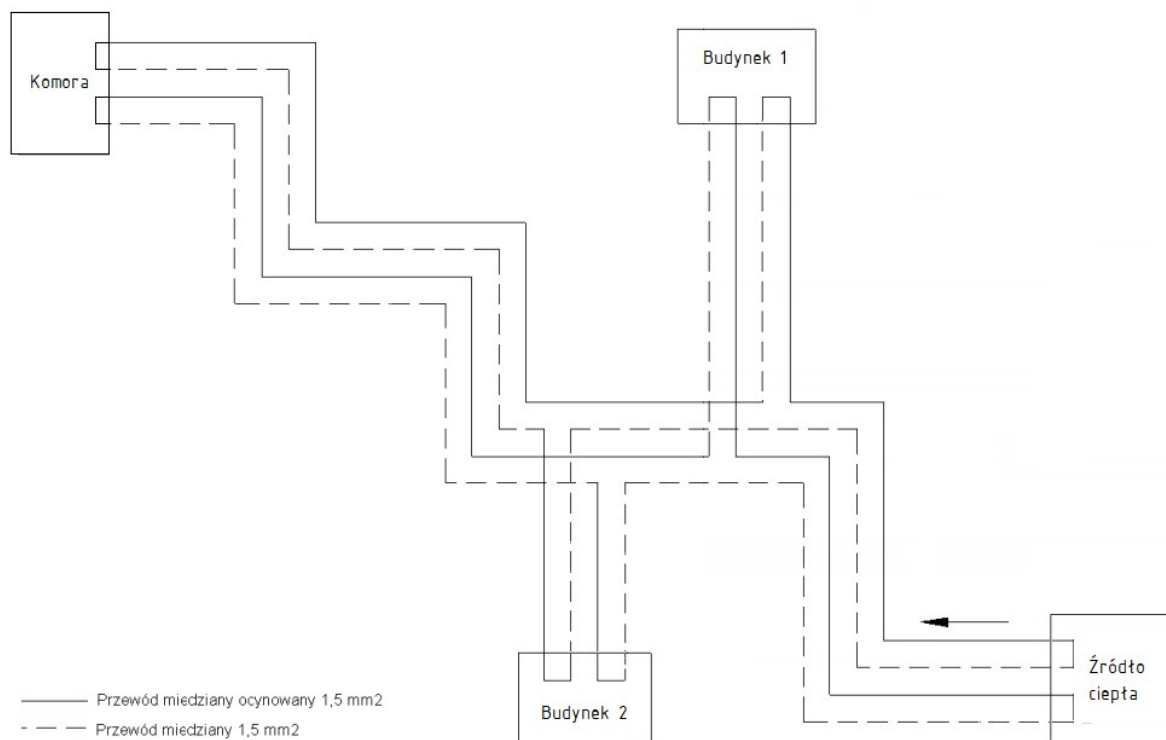 Komora
Budynek 1
Źródło
ciepła
Budynek 2
Przewód miedziany ocynowany 1,5 mm2
Przewód miedziany 1,5 mm2